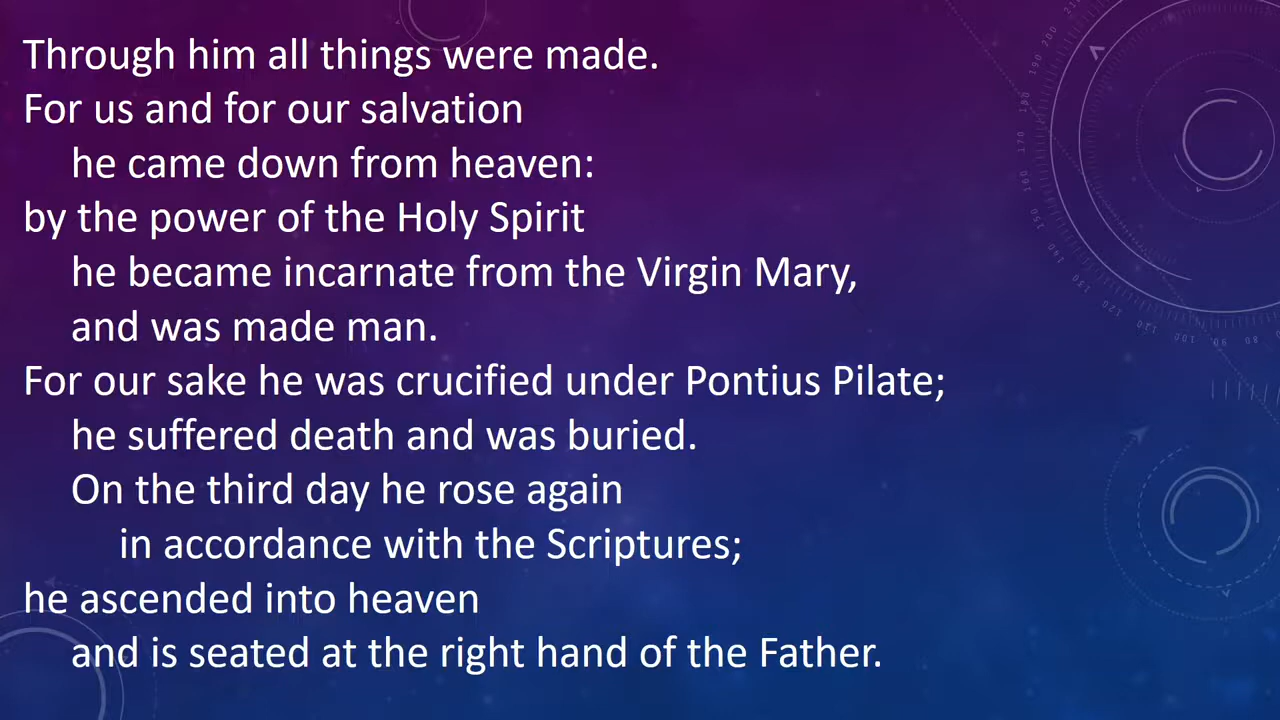 Through him all things were made.
For us and for our salvation
he came down from heaven:
by the power of the Holy Spirit
he became incarnate from the Virgin Mary,
and was made man.
For our sake he was crucified under Pontius Pilate;
he suffered death and was buried.
On the third day he rose again
in accordance with the Scriptures;
he ascended into heaven
and is seated at the right hand of the Father.